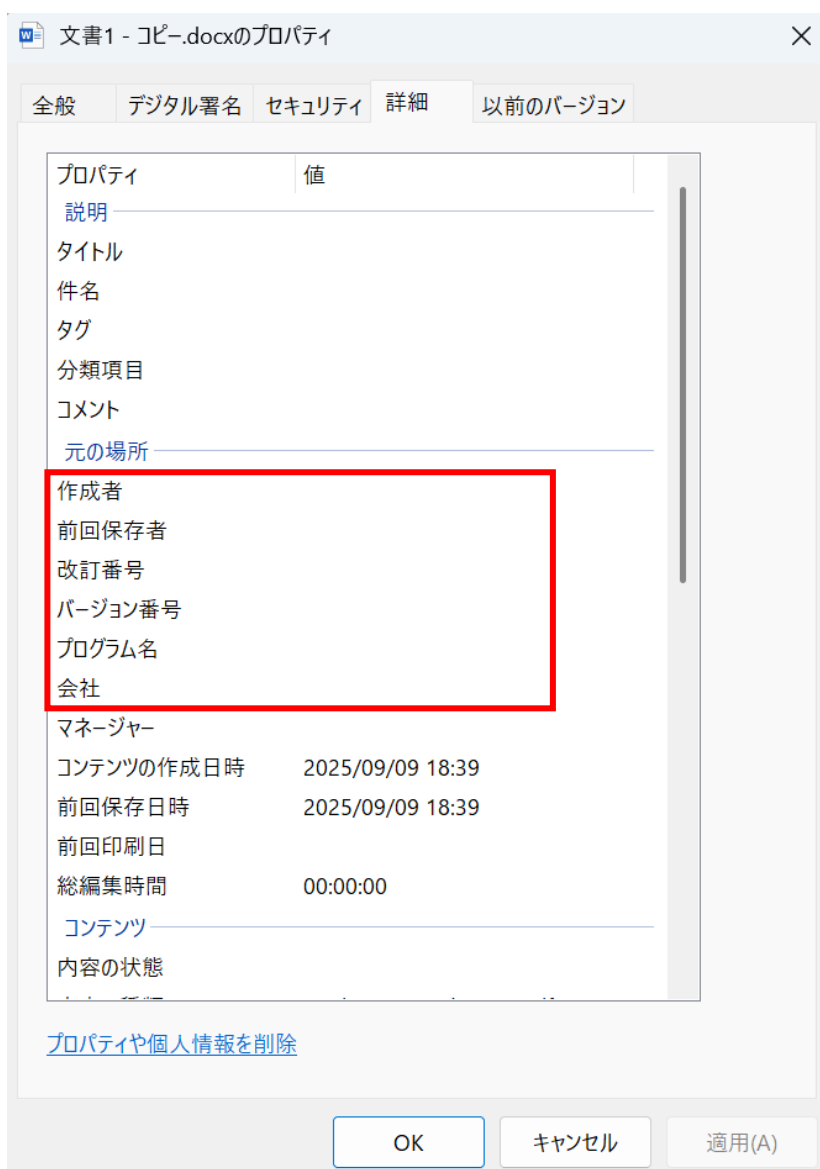 文書1 - コピー.docxのプロパティ
全般 デジタル署名 セキュリティ 詳細 以前のバージョン
プロパティ 値
説明
タイトル
件名
タグ
分類項目
コメント
元の場所
作成者
前回保存者
改訂番号
バージョン番号
プログラム名
会社
マネージャー
コンテンツの作成日時 2025/09/09 18:39
前回保存日時 2025/09/09 18:39
前回印刷日
総編集時間 00:00:00
コンテンツ
内容の状態
プロパティや個人情報を削除
OK キャンセル 適用(A)